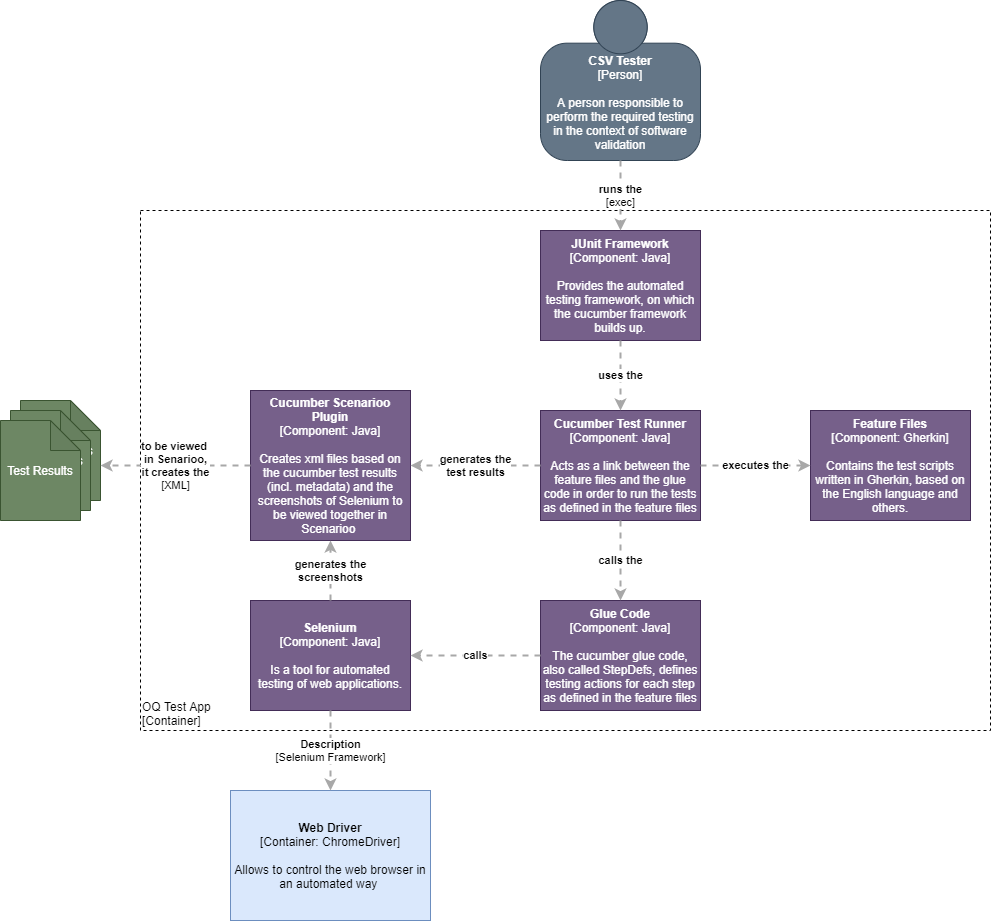 CSV Tester
[Person]
A person responsible to
perform the required testing
in the context of software
validation
runs the
[exec]
JUnit Framework
[Component: Java]
Provides the automated
testing framework, on which
the cucumber framework
builds up.
uses the
Cucumber Scenarioo
Plugin
[Component: Java]
Creates xml files based on
the cucumber test results
(incl. metadata) and the
screenshots of Selenium to
be viewed together in
Scenarioo
Cucumber Test Runner
[Component: Java]
Acts as a link between the
feature files and the glue
code in order to run the tests
as defined in the feature files
Feature Files
[Component: Gherkin]
Contains the test scripts
written in Gherkin, based on
the English language and
others.
Test Results
to be viewed
in Senarioo,
it creates the
[XML]
generates the
test results
executes the
generates the
screenshots
calls the
Selenium
[Component: Java]
Is a tool for automated
testing of web applications.
calls
Glue Code
[Component: Java]
The cucumber glue code,
also called StepDefs, defines
testing actions for each step
as defined in the feature files
OQ Test App
[Container]
Description
[Selenium Framework]
Web Driver
[Container: ChromeDriver]
Allows to control the web browser in
an automated way